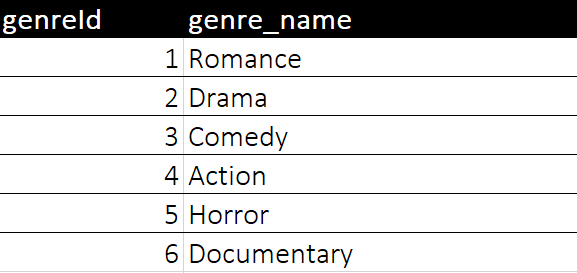 genreId genre_name
1 Romance
2 Drama
3 Comedy
4 Action
5 Horror
6 Documentary